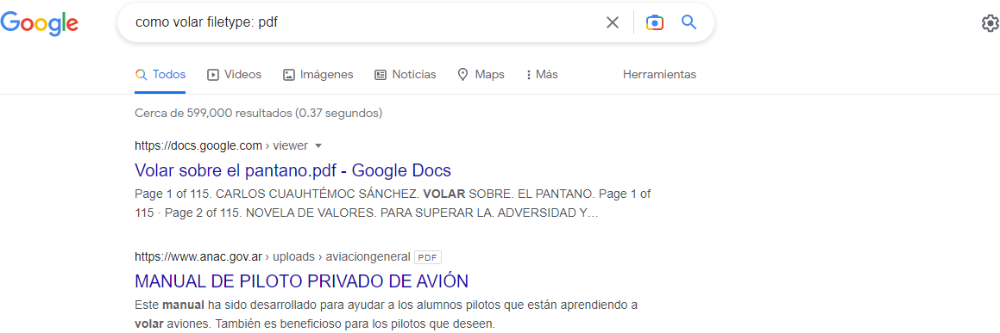 Google
como volar filetype: pdf
Todos Videos Imágenes Noticias Maps Más Herramientas
Cerca de 599,000 resultados (0.37 segundos)
https://docs.google.com › viewer
Volar sobre el pantano.pdf - Google Docs
Page 1 of 115. CARLOS CUAUHTÉMOC SÁNCHEZ. VOLAR SOBRE. EL PANTANO. Page 1 of
115 · Page 2 of 115. NOVELA DE VALORES. PARA SUPERAR LA. ADVERSIDAD Y…
https://www.anac.gov.ar › uploads › aviaciongeneral PDF
MANUAL DE PILOTO PRIVADO DE AVIÓN
Este manual ha sido desarrollado para ayudar a los alumnos pilotos que están aprendiendo a
volar aviones. También es beneficioso para los pilotos que deseen.